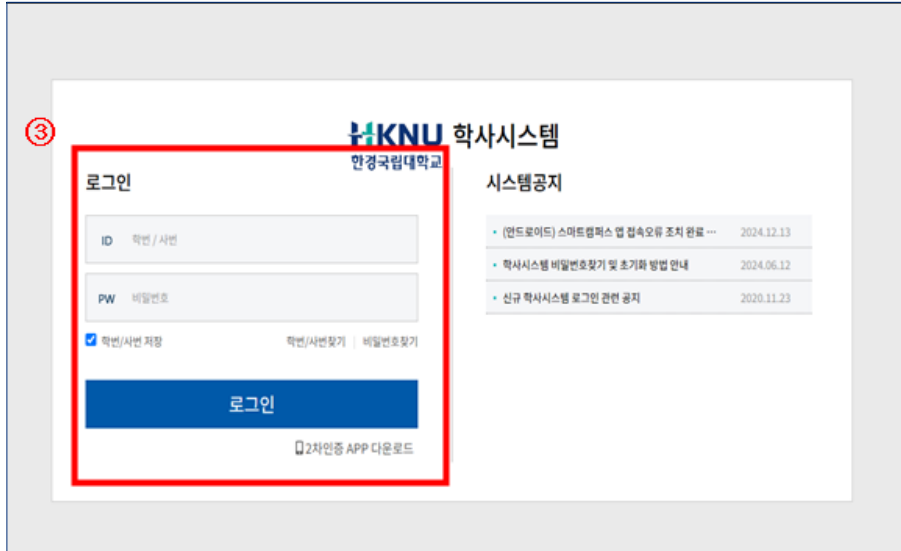 ③
HKNU 학사시스템
한경국립대학교
로그인
ID 학번 / 사번
PW 비밀번호
학번/사번 저장 학번/사번찾기 | 비밀번호찾기
로그인
2차인증 APP 다운로드
시스템공지
(안드로이드) 스마트캠퍼스 앱 접속오류 조치 완료 … 2024.12.13
학사시스템 비밀번호찾기 및 초기화 방법 안내 2024.06.12
신규 학사시스템 로그인 관련 공지 2020.11.23